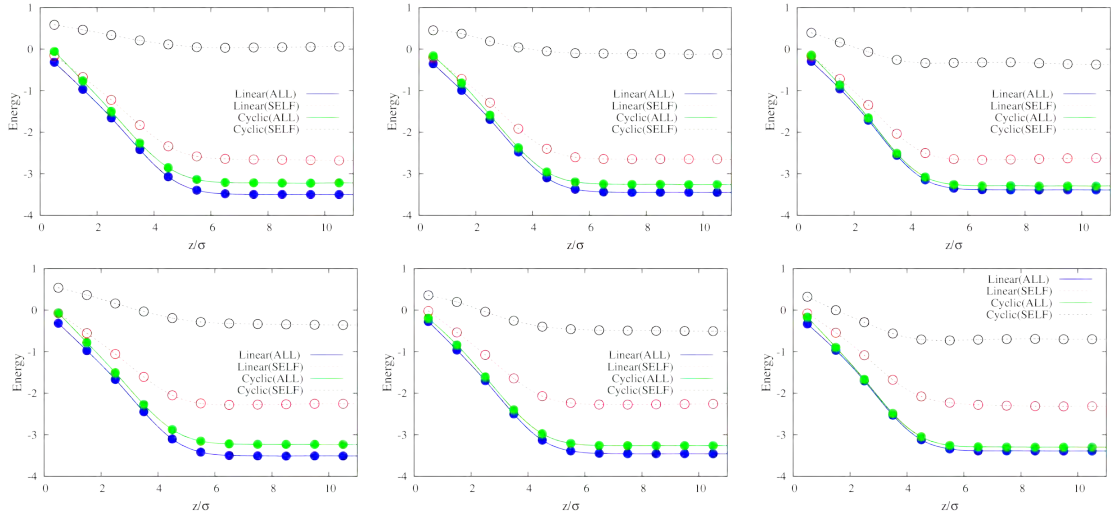 1
0
-1
-2
-3
-4
Energy
Linear(ALL)
Linear(SELF)
Cyclic(ALL)
Cyclic(SELF)
0 2 4 6 8 10
z/σ
1
0
-1
-2
-3
-4
Energy
Linear(ALL)
Linear(SELF)
Cyclic(ALL)
Cyclic(SELF)
0 2 4 6 8 10
z/σ
1
0
-1
-2
-3
-4
Energy
Linear(ALL)
Linear(SELF)
Cyclic(ALL)
Cyclic(SELF)
0 2 4 6 8 10
z/σ
1
0
-1
-2
-3
-4
Energy
Linear(ALL)
Linear(SELF)
Cyclic(ALL)
Cyclic(SELF)
0 2 4 6 8 10
z/σ
1
0
-1
-2
-3
-4
Energy
Linear(ALL)
Linear(SELF)
Cyclic(ALL)
Cyclic(SELF)
0 2 4 6 8 10
z/σ
1
0
-1
-2
-3
-4
Energy
Linear(ALL)
Linear(SELF)
Cyclic(ALL)
Cyclic(SELF)
0 2 4 6 8 10
z/σ